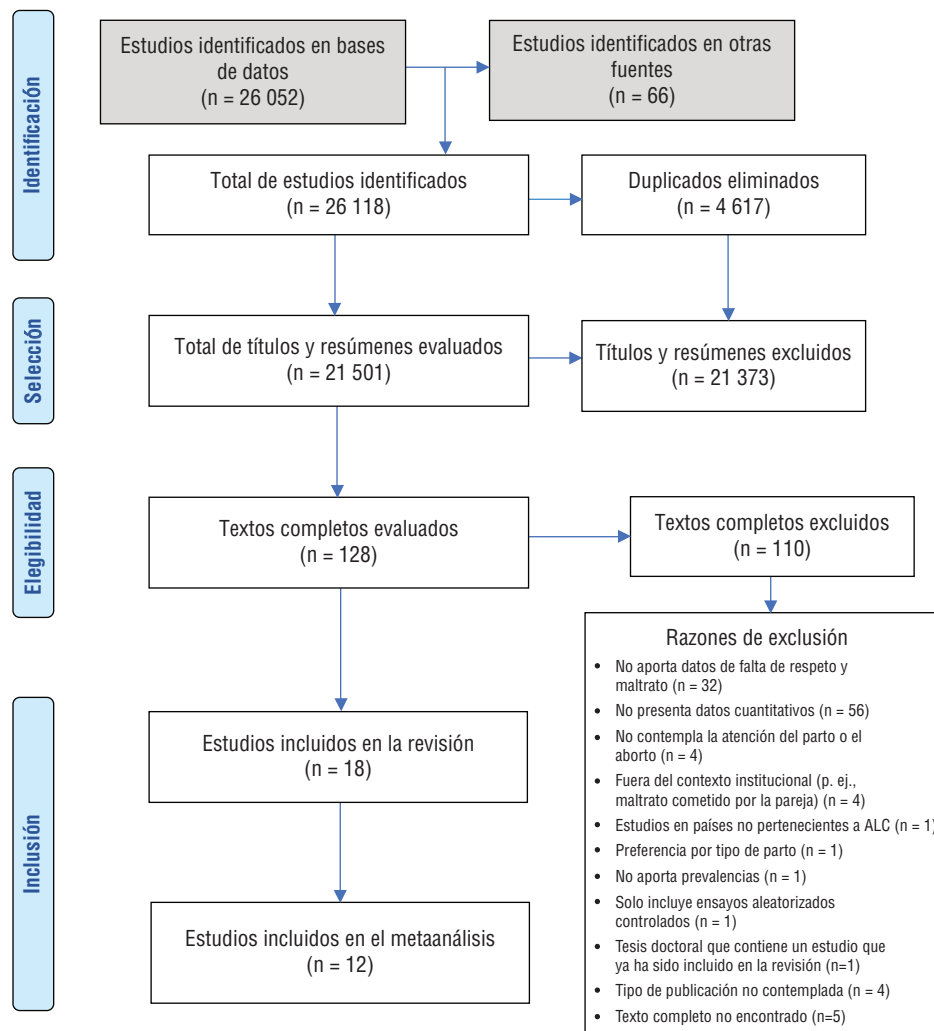 Identificación
Estudios identificados en bases
de datos
(n = 26 052)
Estudios identificados en otras
fuentes
(n = 66)
Total de estudios identificados
(n = 26 118)
Duplicados eliminados
(n = 4 617)
Selección
Total de títulos y resúmenes evaluados
(n = 21 501)
Títulos y resúmenes excluidos
(n = 21 373)
Elegibilidad
Textos completos evaluados
(n = 128)
Textos completos excluidos
(n = 110)
Razones de exclusión
• No aporta datos de falta de respeto y
maltrato (n = 32)
• No presenta datos cuantitativos (n = 56)
• No contempla la atención del parto o el
aborto (n = 4)
• Fuera del contexto institucional (p. ej.,
maltrato cometido por la pareja) (n = 4)
• Estudios en países no pertenecientes a ALC (n = 1)
• Preferencia por tipo de parto (n = 1)
• No aporta prevalencias (n = 1)
• Solo incluye ensayos aleatorizados
controlados (n = 1)
• Tesis doctoral que contiene un estudio que
ya ha sido incluido en la revisión (n=1)
• Tipo de publicación no contemplada (n = 4)
• Texto completo no encontrado (n=5)
Inclusión
Estudios incluidos en la revisión
(n = 18)
Estudios incluidos en el metaanálisis
(n = 12)